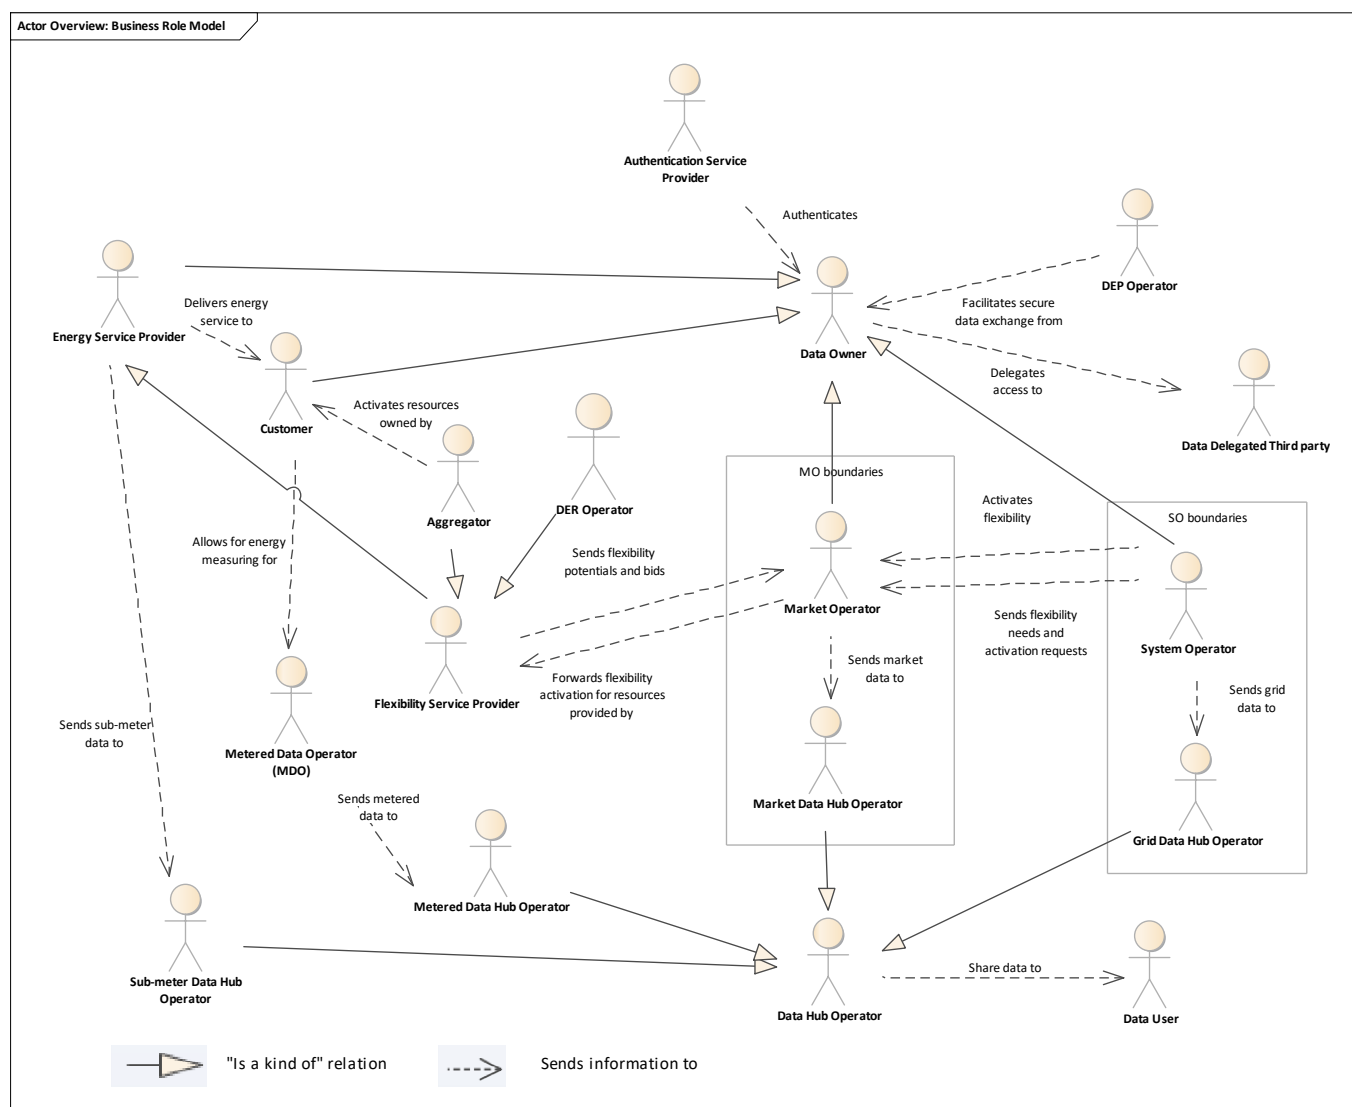 Actor Overview: Business Role Model
Authentication Service
Provider
Authenticates
DEP Operator
Facilitates secure
data exchange from
Data Owner
Delivers energy
service to
Energy Service Provider
Customer
Activates resources
owned by
Delegates
access to
Data Delegated Third party
Aggregator
DER Operator
MO boundaries
Activates
flexibility
SO boundaries
Allows for energy
measuring for
Sends flexibility
potentials and bids
Market Operator
Sends flexibility
needs and
activation requests
System Operator
Flexibility Service Provider
Forwards flexibility
activation for resources
provided by
Sends market
data to
Sends grid
data to
Sends sub-meter
data to
Metered Data Operator
(MDO)
Sends metered
data to
Market Data Hub Operator
Grid Data Hub Operator
Metered Data Hub Operator
Sub-meter Data Hub
Operator
Data Hub Operator
Share data to
Data User
"Is a kind of" relation
Sends information to